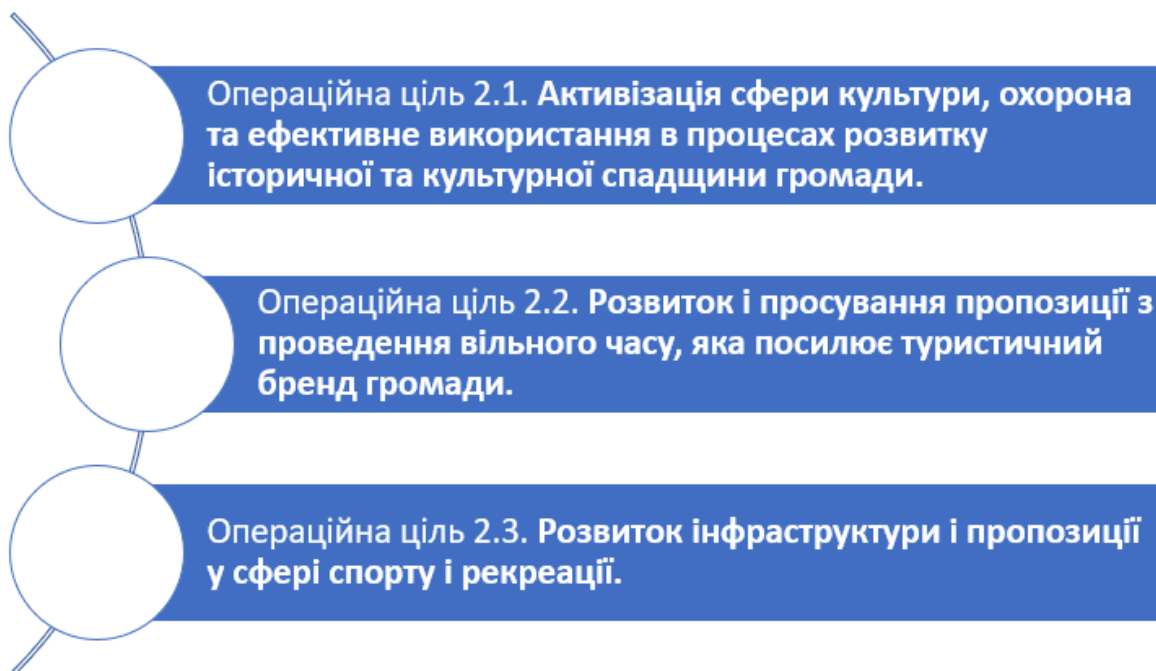 Операційна ціль 2.1. Активізація сфери культури, охорона
та ефективне використання в процесах розвитку
історичної та культурної спадщини громади.
Операційна ціль 2.2. Розвиток і просування пропозиції з
проведення вільного часу, яка посилює туристичний
бренд громади.
Операційна ціль 2.3. Розвиток інфраструктури і пропозиції
у сфері спорту і рекреації.